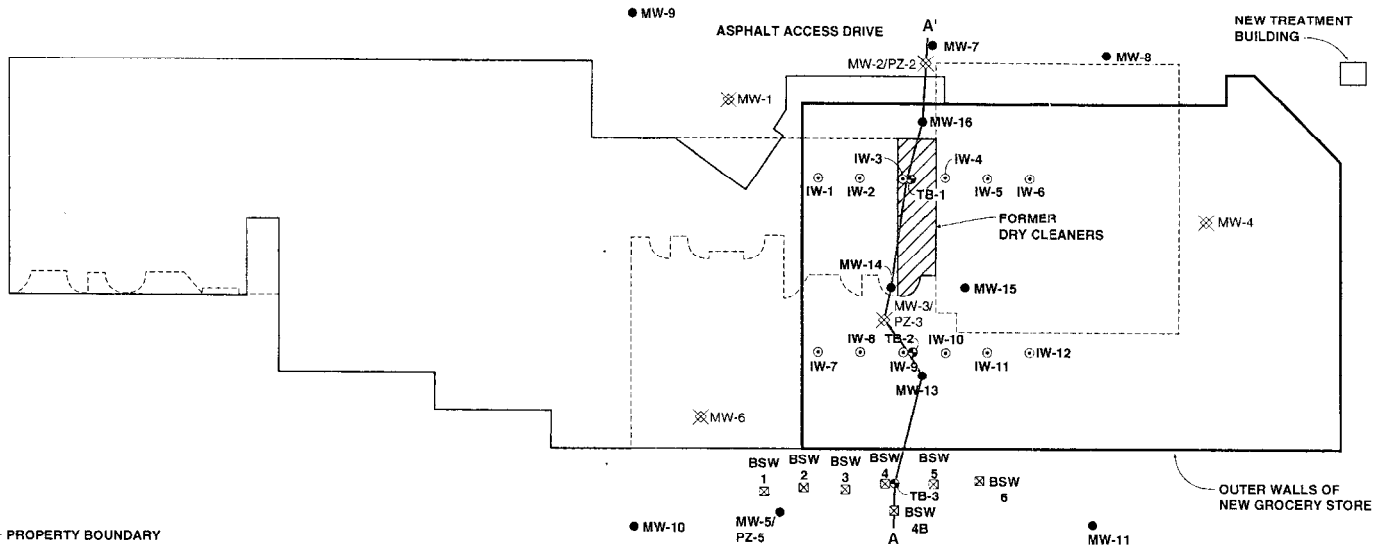 MW-9
ASPHALT ACCESS DRIVE
A'
MW-7
NEW TREATMENT
BUILDING
MW-2/PZ-2
MW-8
MW-1
MW-16
IW-3
IW-4
IW-1
IW-2
TB-1
IW-5
IW-6
FORMER
DRY CLEANERS
MW-4
MW-14
MW-15
MW-3/
PZ-3
IW-8
TB-2
IW-10
IW-7
IW-9
IW-11
IW-12
MW-13
MW-6
BSW
1
BSW
2
BSW
3
BSW
4
BSW
5
BSW
6
TB-3
BSW
4B
OUTER WALLS OF
NEW GROCERY STORE
MW-10
MW-5/
PZ-5
A
MW-11
PROPERTY BOUNDARY